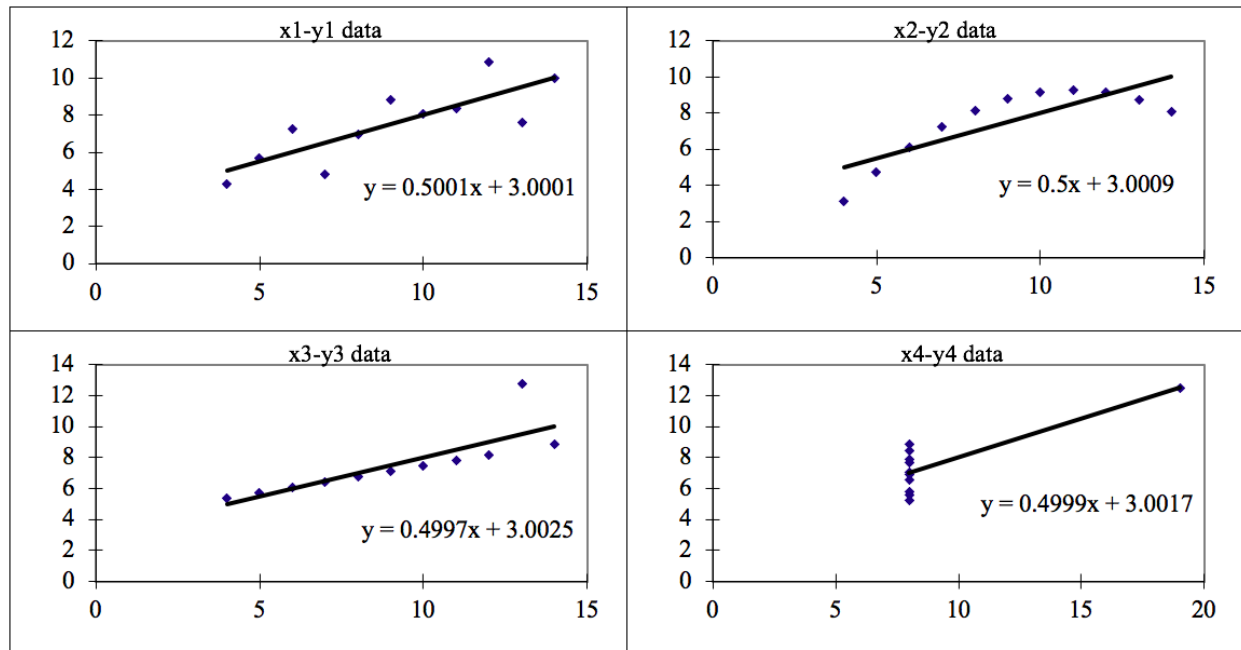 x1-y1 data
12
10
8
6
4
2
0
y = 0.5001x + 3.0001
0 5 10 15
x2-y2 data
12
10
8
6
4
2
0
y = 0.5x + 3.0009
0 5 10 15
x3-y3 data
14
12
10
8
6
4
2
0
y = 0.4997x + 3.0025
0 5 10 15
x4-y4 data
14
12
10
8
6
4
2
0
y = 0.4999x + 3.0017
0 5 10 15 20